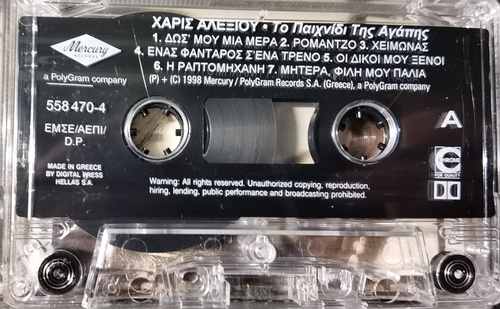 ΧΑΡΙΣ ΑΛΕΞΙΟΥ • Το Παιχνίδι Της Αγάπης
1. ΔΩΣ' ΜΟΥ ΜΙΑ ΜΕΡΑ 2. ΡΟΜΑΝΤΖΟ 3. ΧΕΙΜΩΝΑΣ
4. ΕΝΑΣ ΦΑΝΤΑΡΟΣ Σ'ΕΝΑ ΤΡΕΝΟ 5. ΟΙ ΔΙΚΟΙ ΜΟΥ ΞΕΝΟΙ
6. Η ΡΑΠΤΟΜΗΧΑΝΗ 7. ΜΗΤΕΡΑ, ΦΙΛΗ ΜΟΥ ΠΑΛΙΑ
(P) + (C) 1998 Mercury / PolyGram Records S.A. (Greece), a PolyGram company
Mercury
a PolyGram company
558 470-4
ΕΜΣΕ/ΑΕΠΙ/
D.P.
MADE IN GREECE
BY DIGITAL PRESS
HELLAS S.A.
A
Warning: All rights reserved. Unauthorized copying, reproduction,
hiring, lending, public performance and broadcasting prohibited.